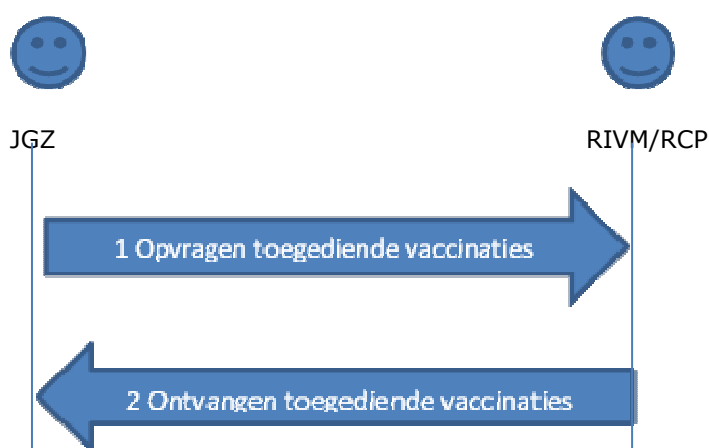 JGZ
RIVM/RCP
1 Opvragen toegediende vaccinaties
2 Ontvangen toegediende vaccinaties